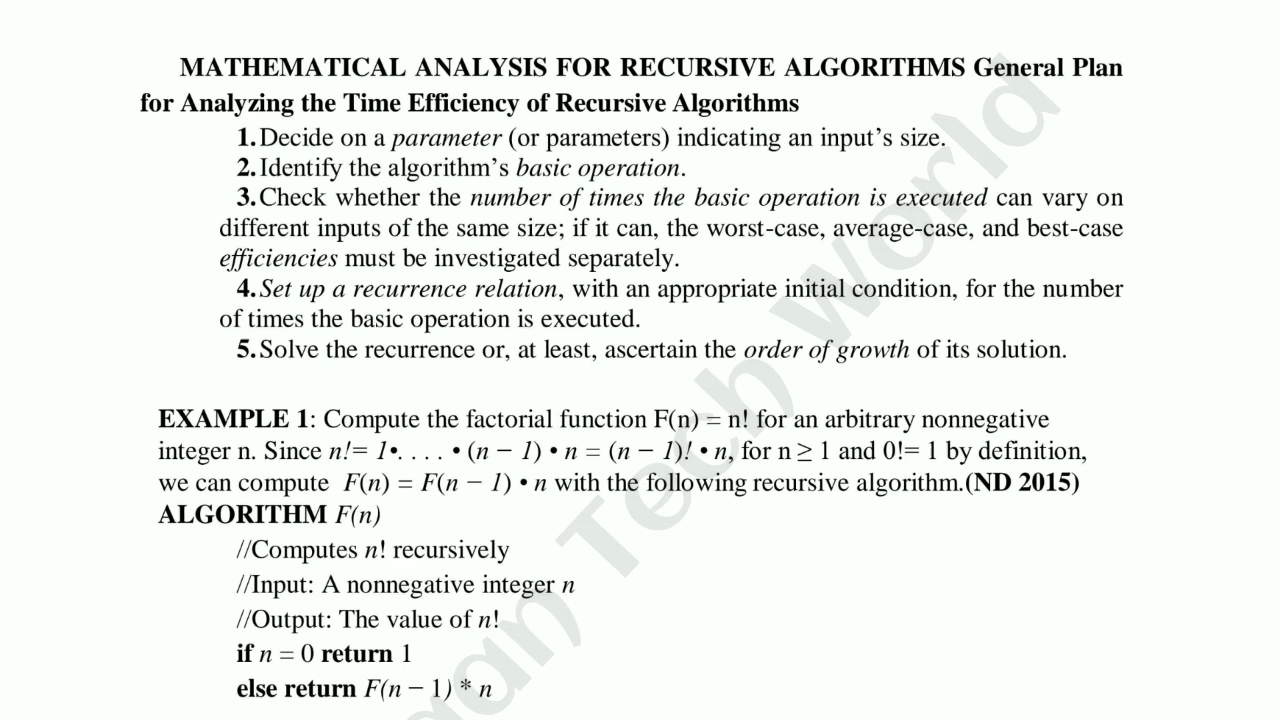 MATHEMATICAL ANALYSIS FOR RECURSIVE ALGORITHMS General Plan
for Analyzing the Time Efficiency of Recursive Algorithms
1. Decide on a parameter (or parameters) indicating an input’s size.
2. Identify the algorithm’s basic operation.
3. Check whether the number of times the basic operation is executed can vary on
different inputs of the same size; if it can, the worst-case, average-case, and best-case
efficiencies must be investigated separately.
4. Set up a recurrence relation, with an appropriate initial condition, for the number
of times the basic operation is executed.
5. Solve the recurrence or, at least, ascertain the order of growth of its solution.
EXAMPLE 1: Compute the factorial function F(n) = n! for an arbitrary nonnegative
integer n. Since n!= 1•. . . . • (n − 1) • n = (n − 1)! • n, for n ≥ 1 and 0!= 1 by definition,
we can compute F(n) = F(n − 1) • n with the following recursive algorithm.(ND 2015)
ALGORITHM F(n)
//Computes n! recursively
//Input: A nonnegative integer n
//Output: The value of n!
if n = 0 return 1
else return F(n − 1) * n
Tech World